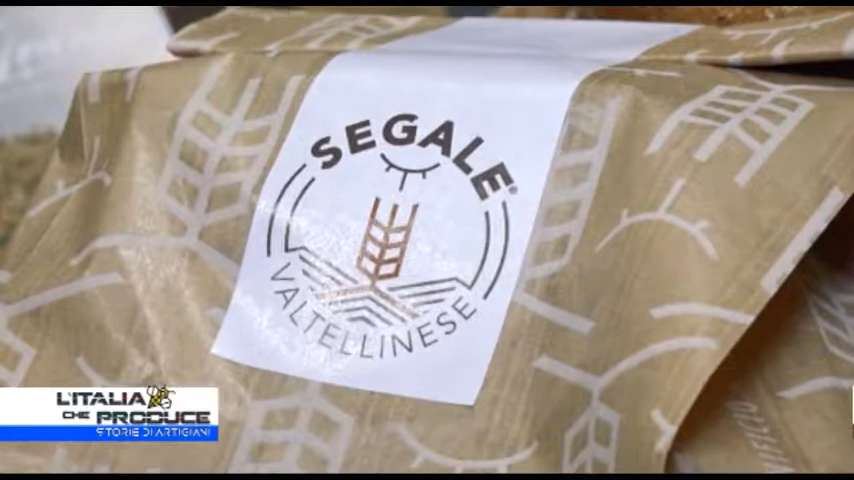 SEGALE®
VALTELLINESE
L'ITALIA
CHE PRODUCE
STORIE DI ARTIGIANI